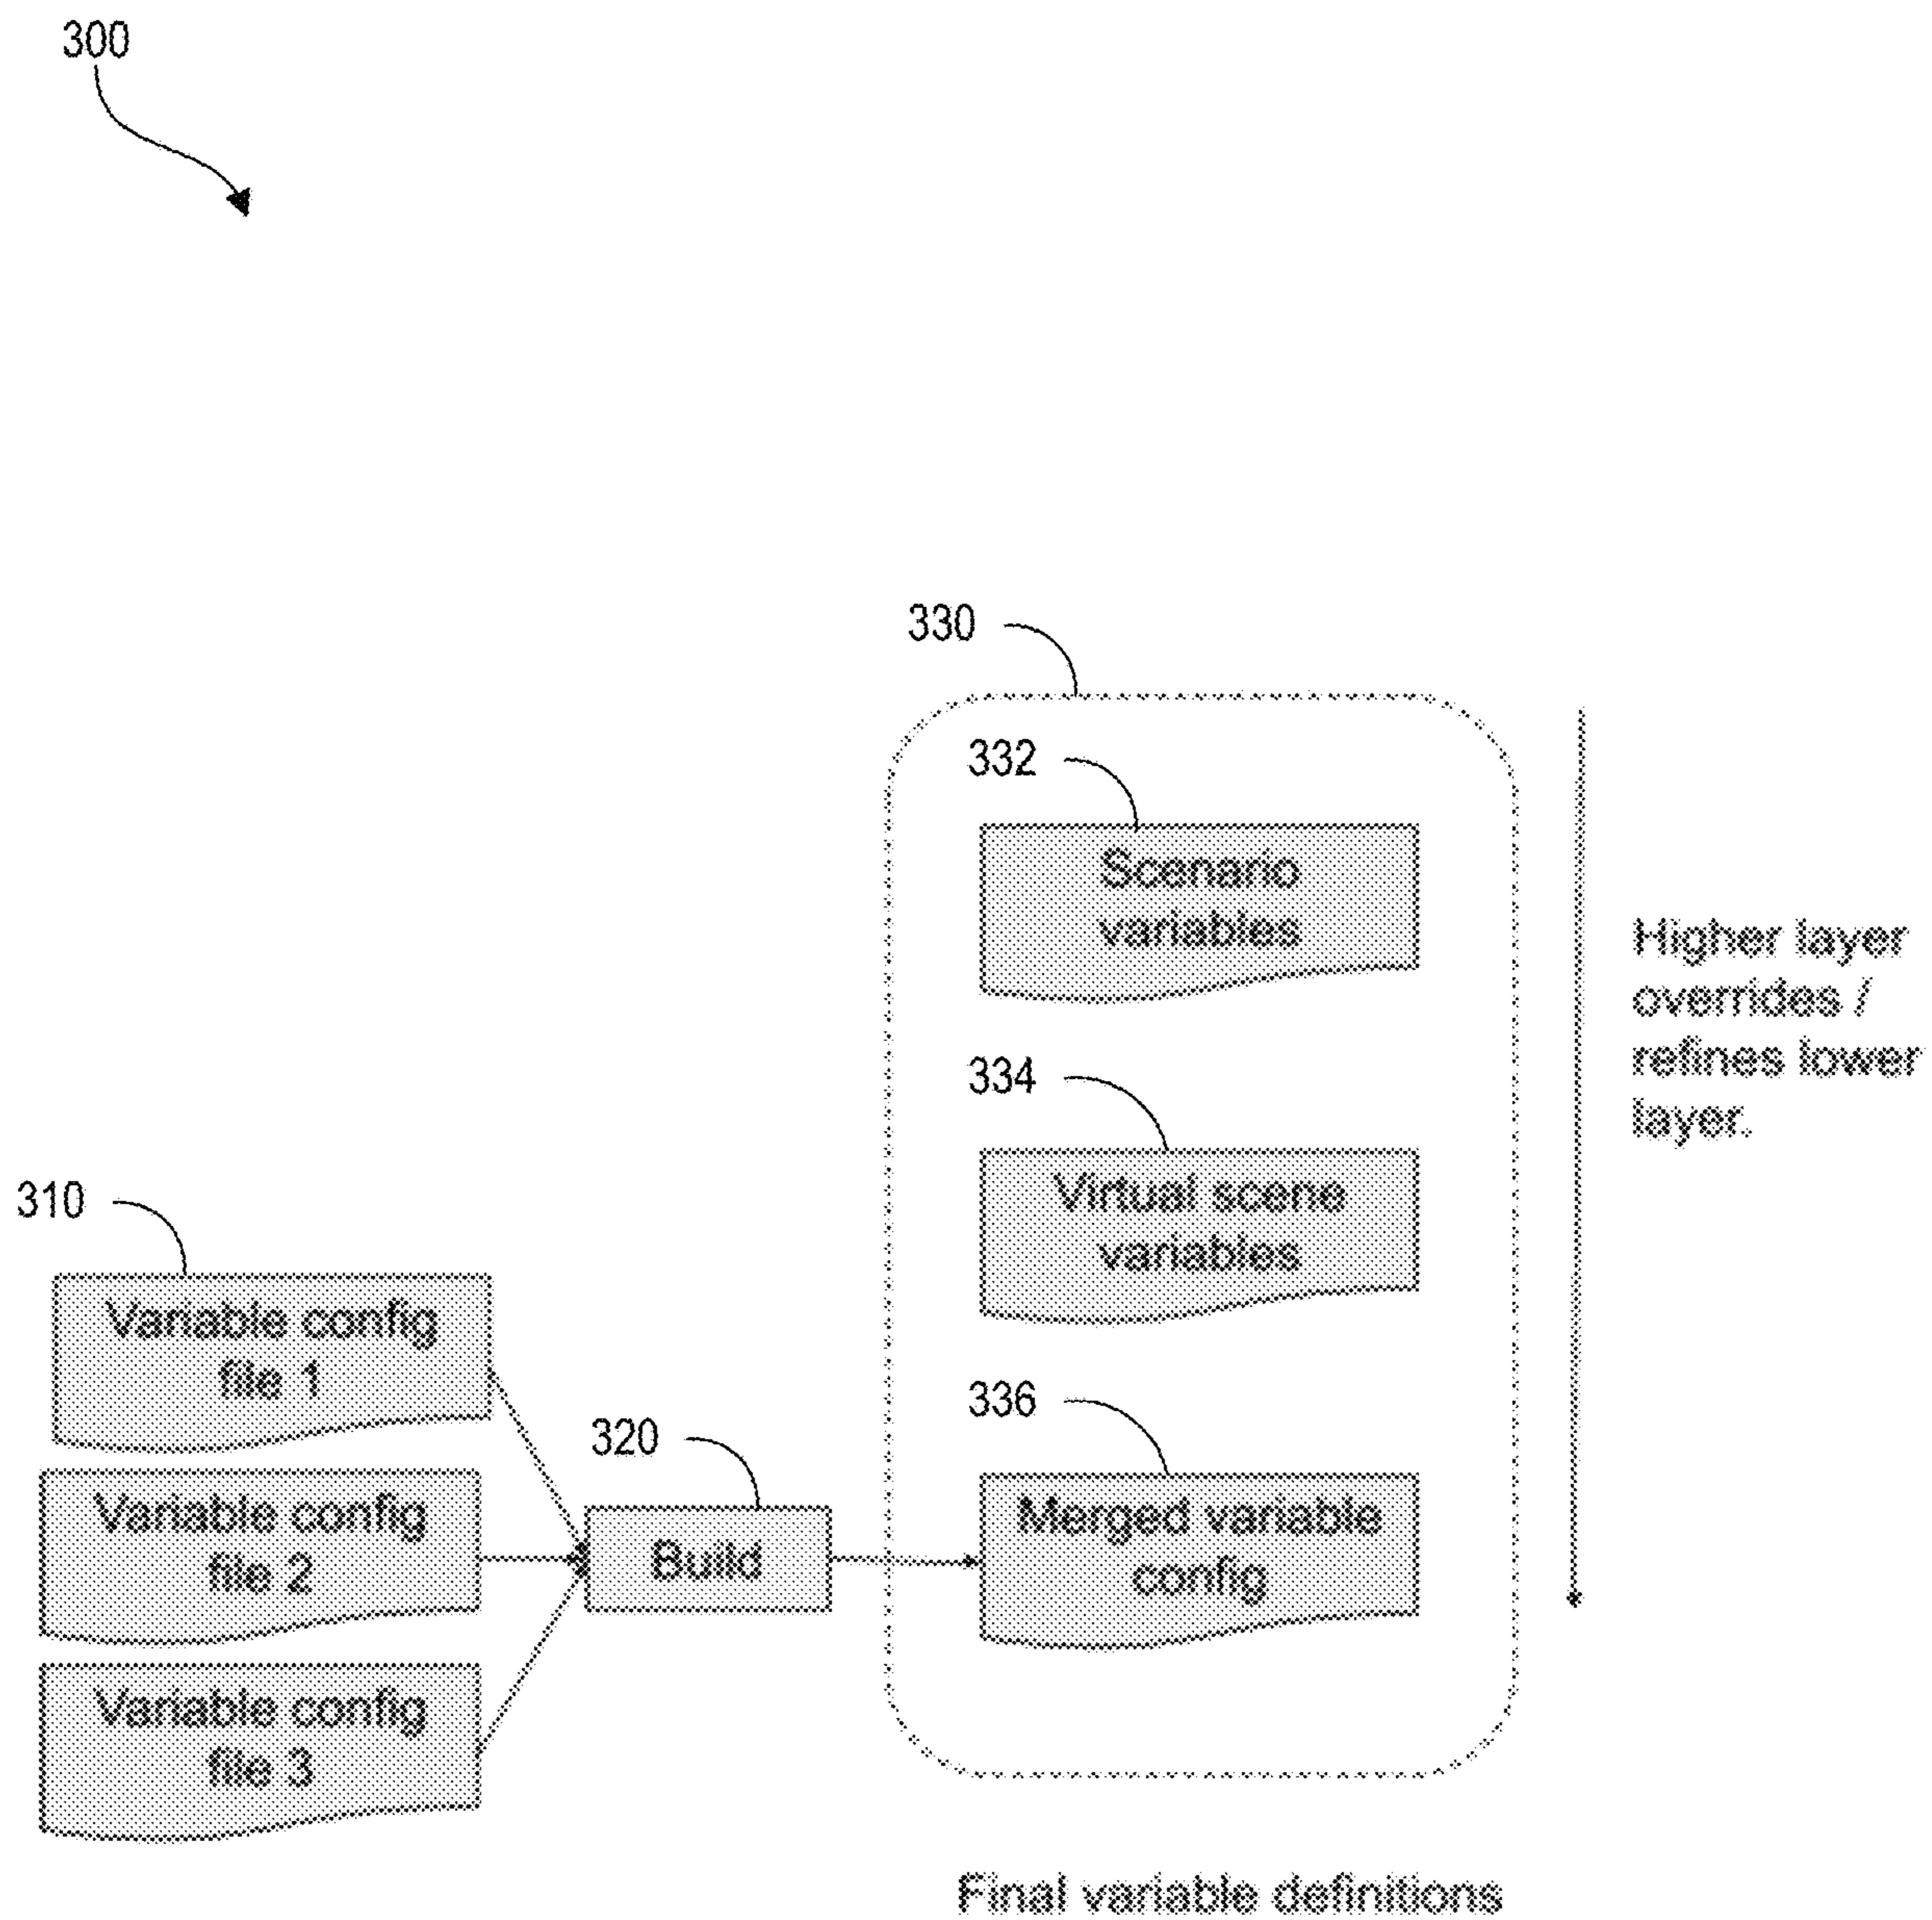 300
330
332
Scenario
variables
Higher layer
overrides /
refines lower
layer.
334
Virtual scene
variables
310
Variable config
file 1
336
Merged variable
config
320
Build
Variable config
file 2
Variable config
file 3
Final variable definitions